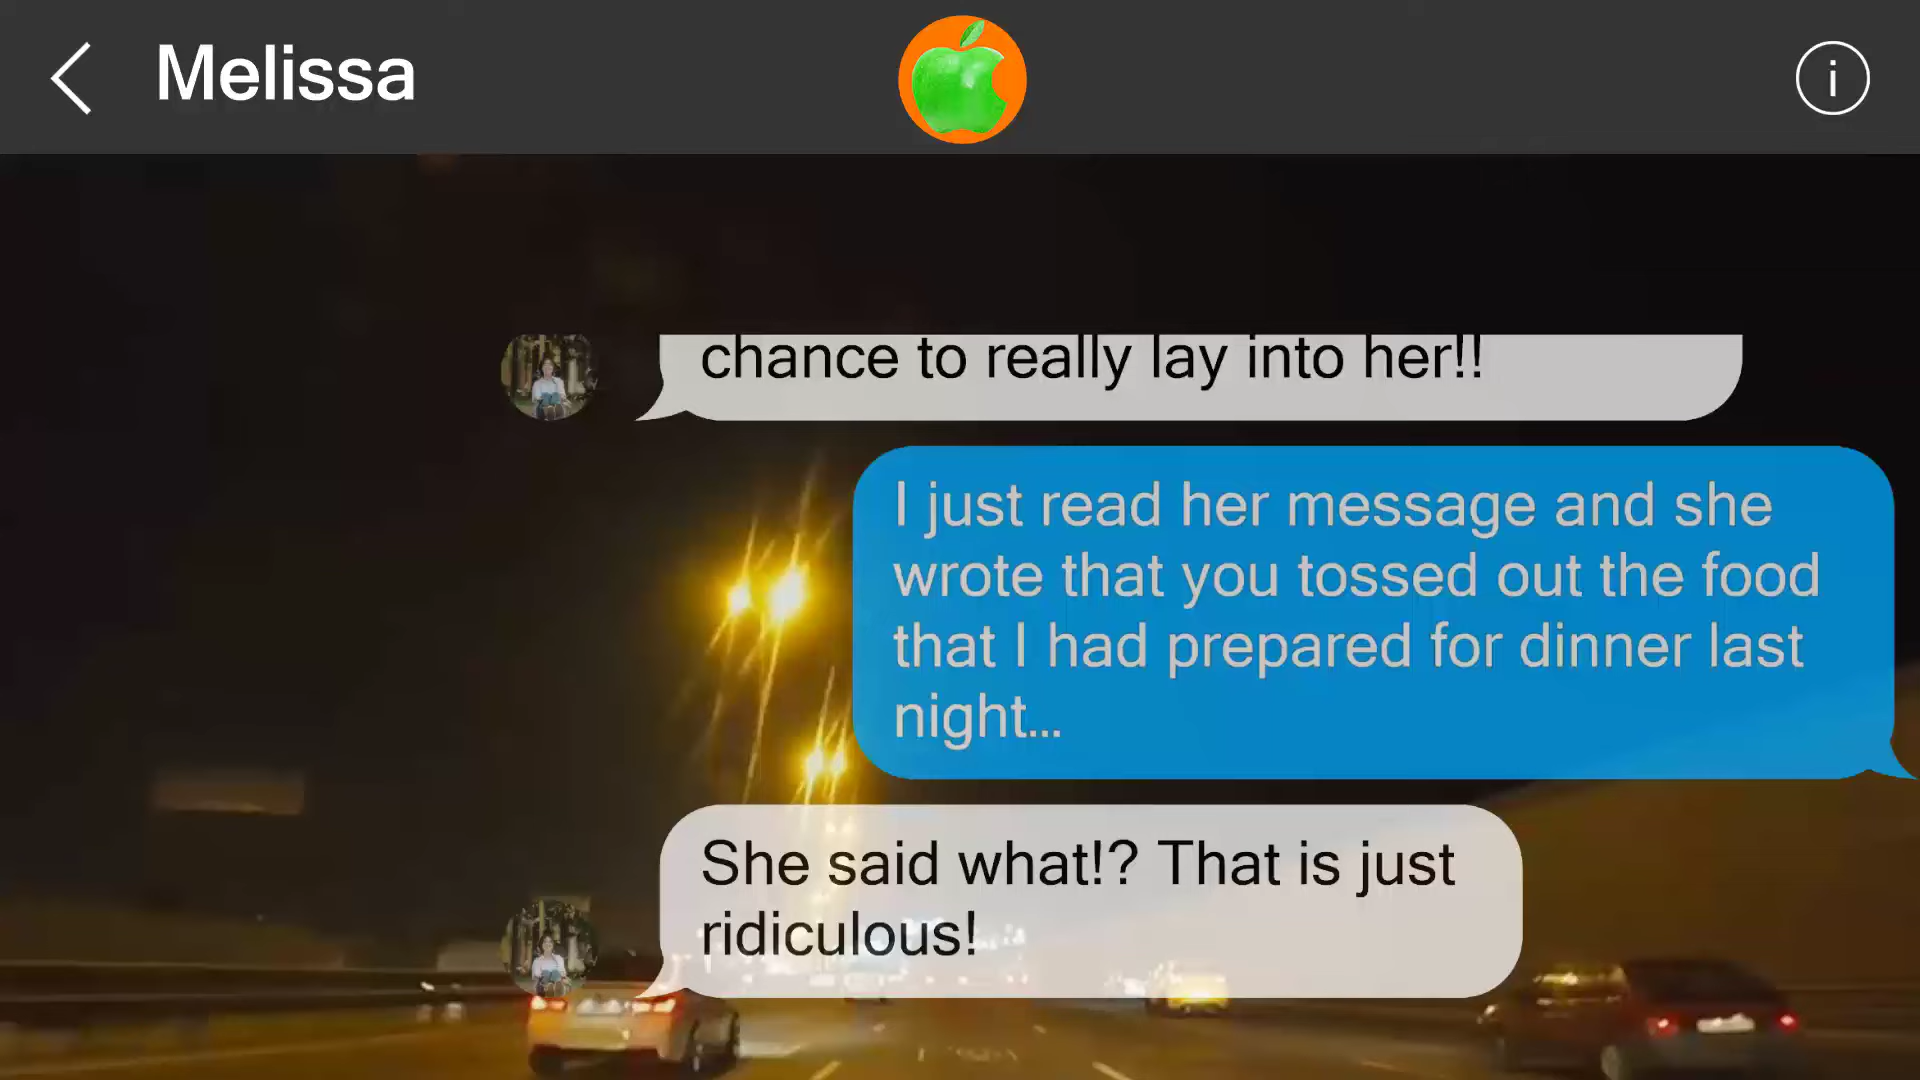 Melissa
i
chance to really lay into her!!
I just read her message and she
wrote that you tossed out the food
that I had prepared for dinner last
night...
She said what!? That is just
ridiculous!